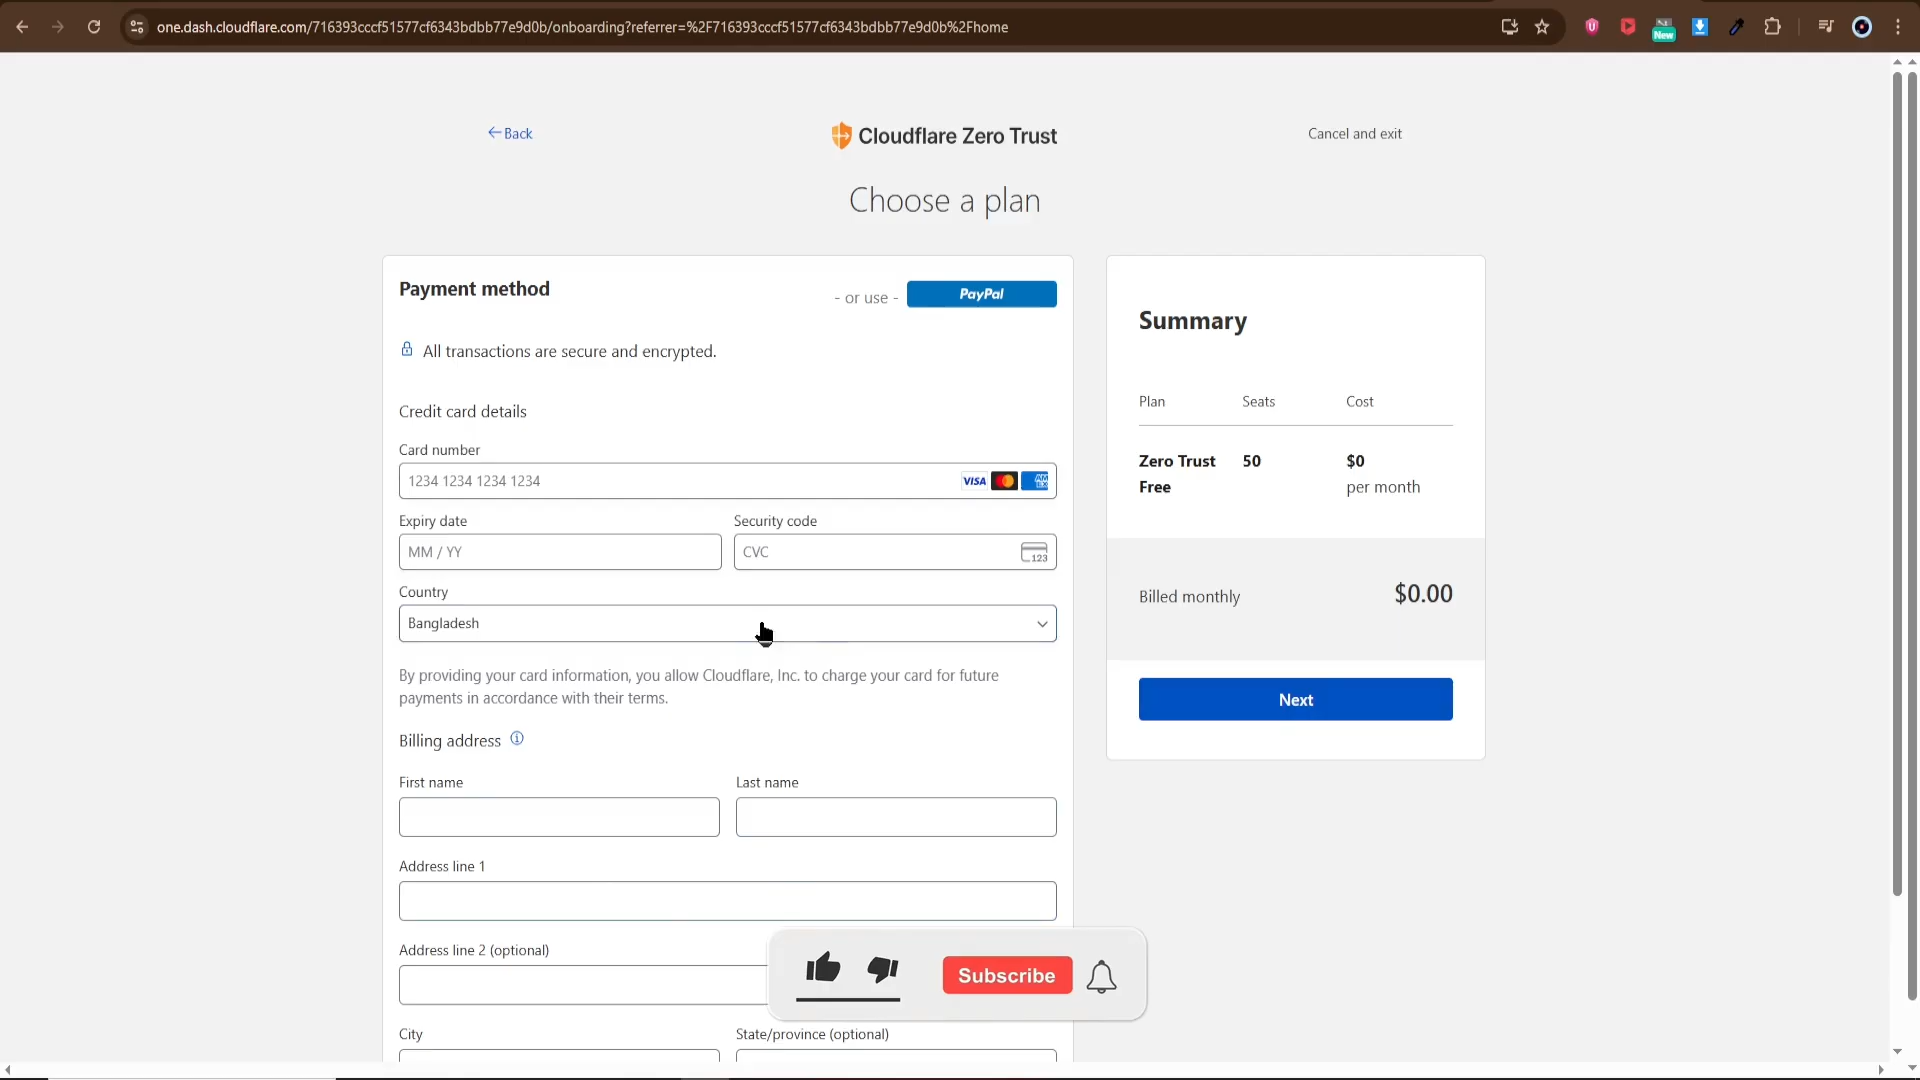 one.dash.cloudflare.com/716393cccf51577cf6343bdbb77e9d0b/onboarding?referrer=%2F716393cccf51577cf6343bdbb77e9d0b%2Fhome
New
Back
Cloudflare Zero Trust
Cancel and exit
Choose a plan
Payment method
- or use -
PayPal
All transactions are secure and encrypted.
Credit card details
Card number
1234 1234 1234 1234
VISA
AM
EX
Expiry date
Security code
MM / YY
CVC
123
Country
Bangladesh
By providing your card information, you allow Cloudflare, Inc. to charge your card for future
payments in accordance with their terms.
Billing address
First name
Last name
Address line 1
Address line 2 (optional)
City
State/province (optional)
Summary
Plan
Seats
Cost
Zero Trust
Free
50
$0
per month
Billed monthly
$0.00
Next
Subscribe